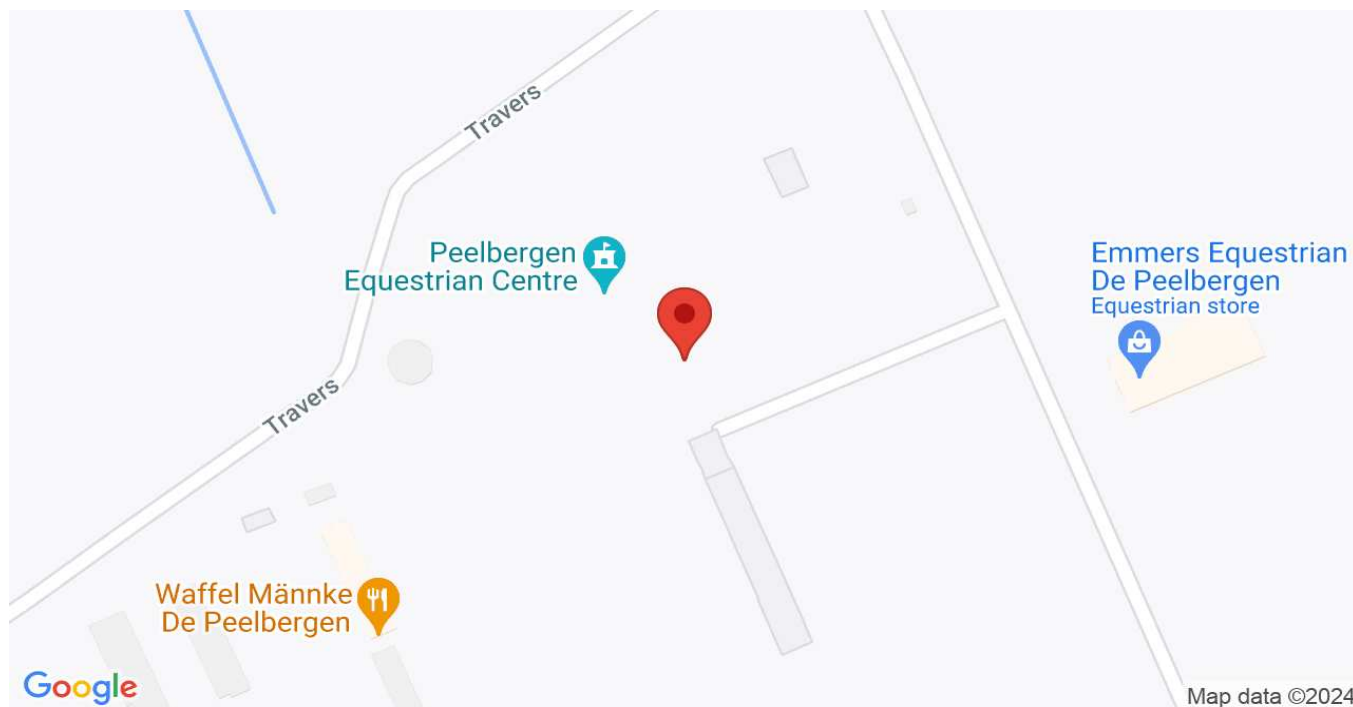 Travers
Peelbergen
Equestrian Centre
Emmers Equestrian
De Peelbergen
Equestrian store
Travers
Waffel Männke
De Peelbergen
Google
Map data ©2024